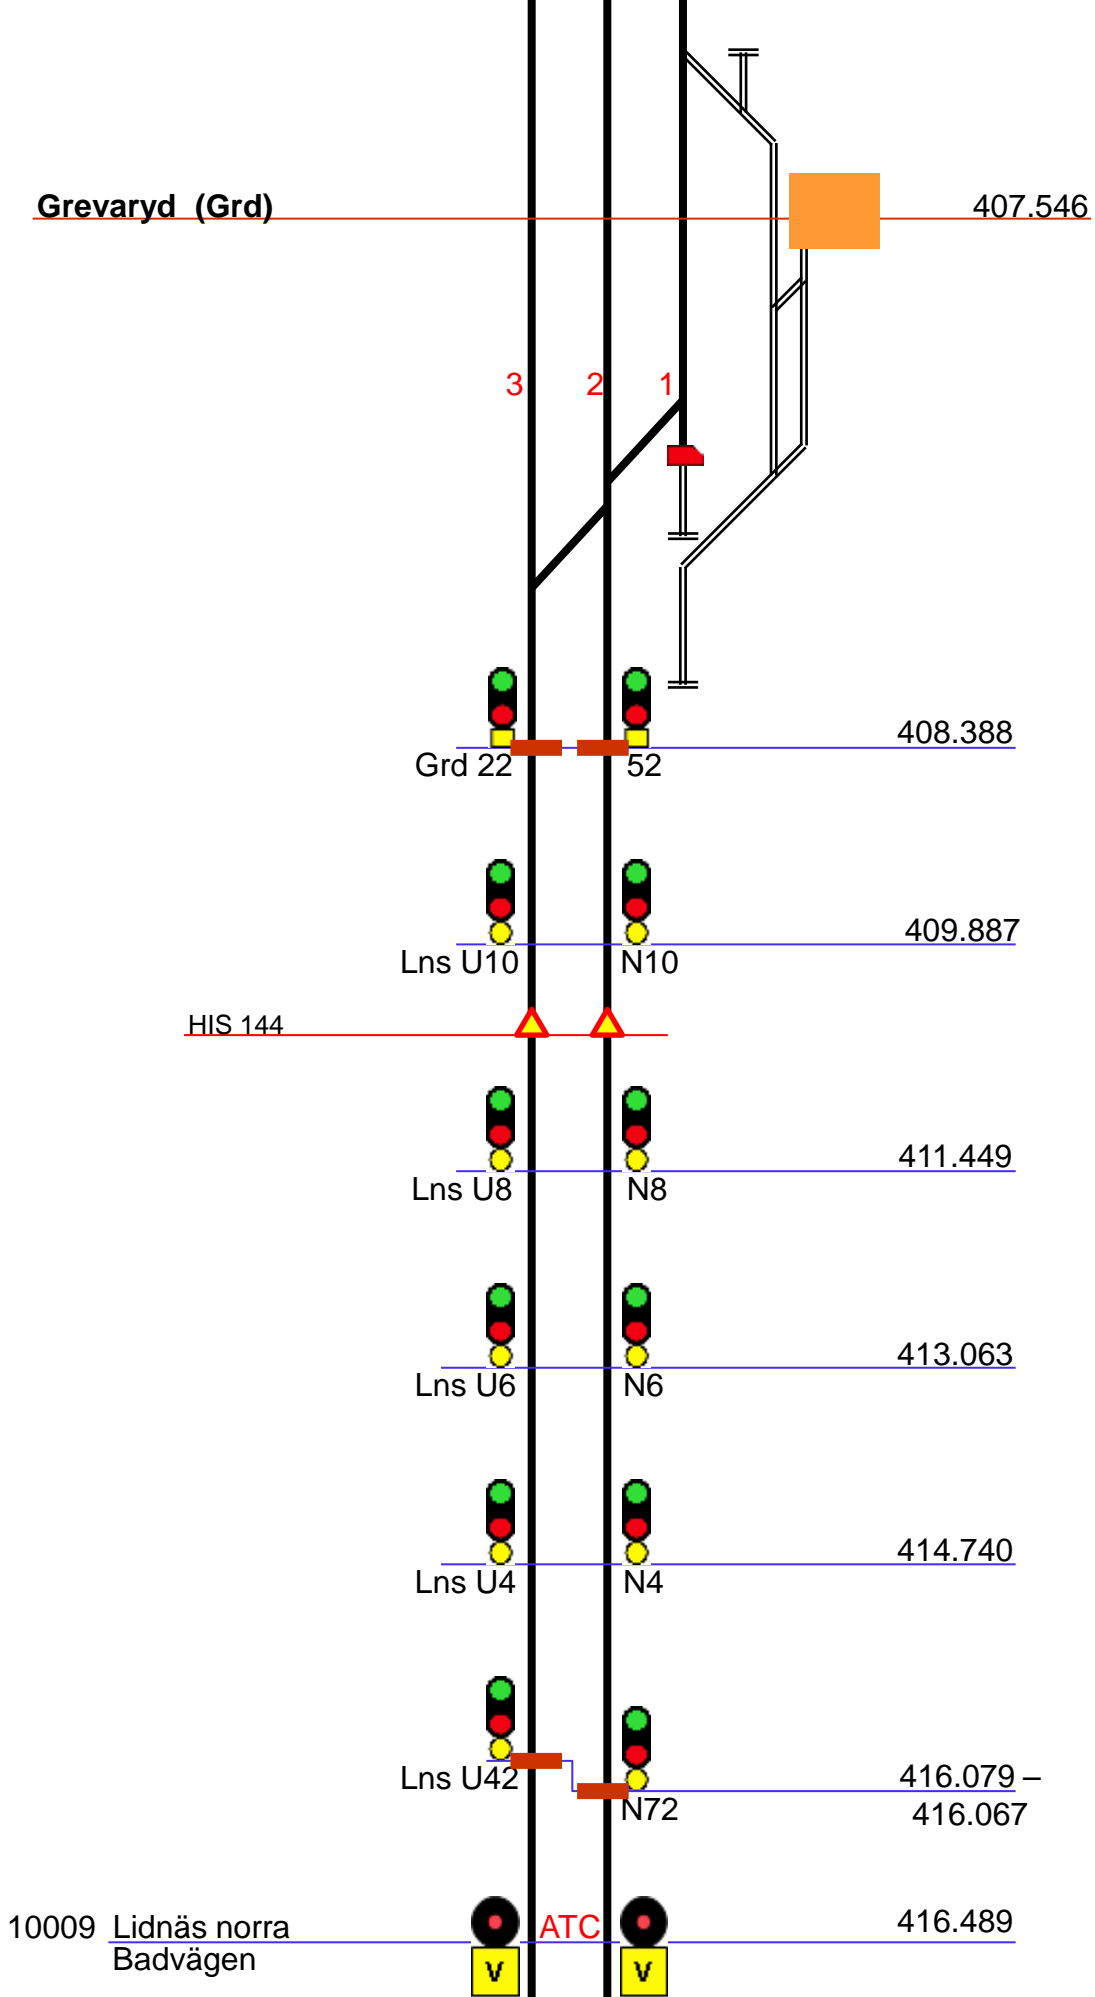 Grevaryd (Grd) 407.546
3 2 1
408.388
Grd 22 52
409.887
Lns U10 N10
HIS 144
411.449
Lns U8 N8
413.063
Lns U6 N6
414.740
Lns U4 N4
416.079 –
Lns U42 N72 416.067
10009 Lidnäs norra ATC 416.489
Badvägen
V V